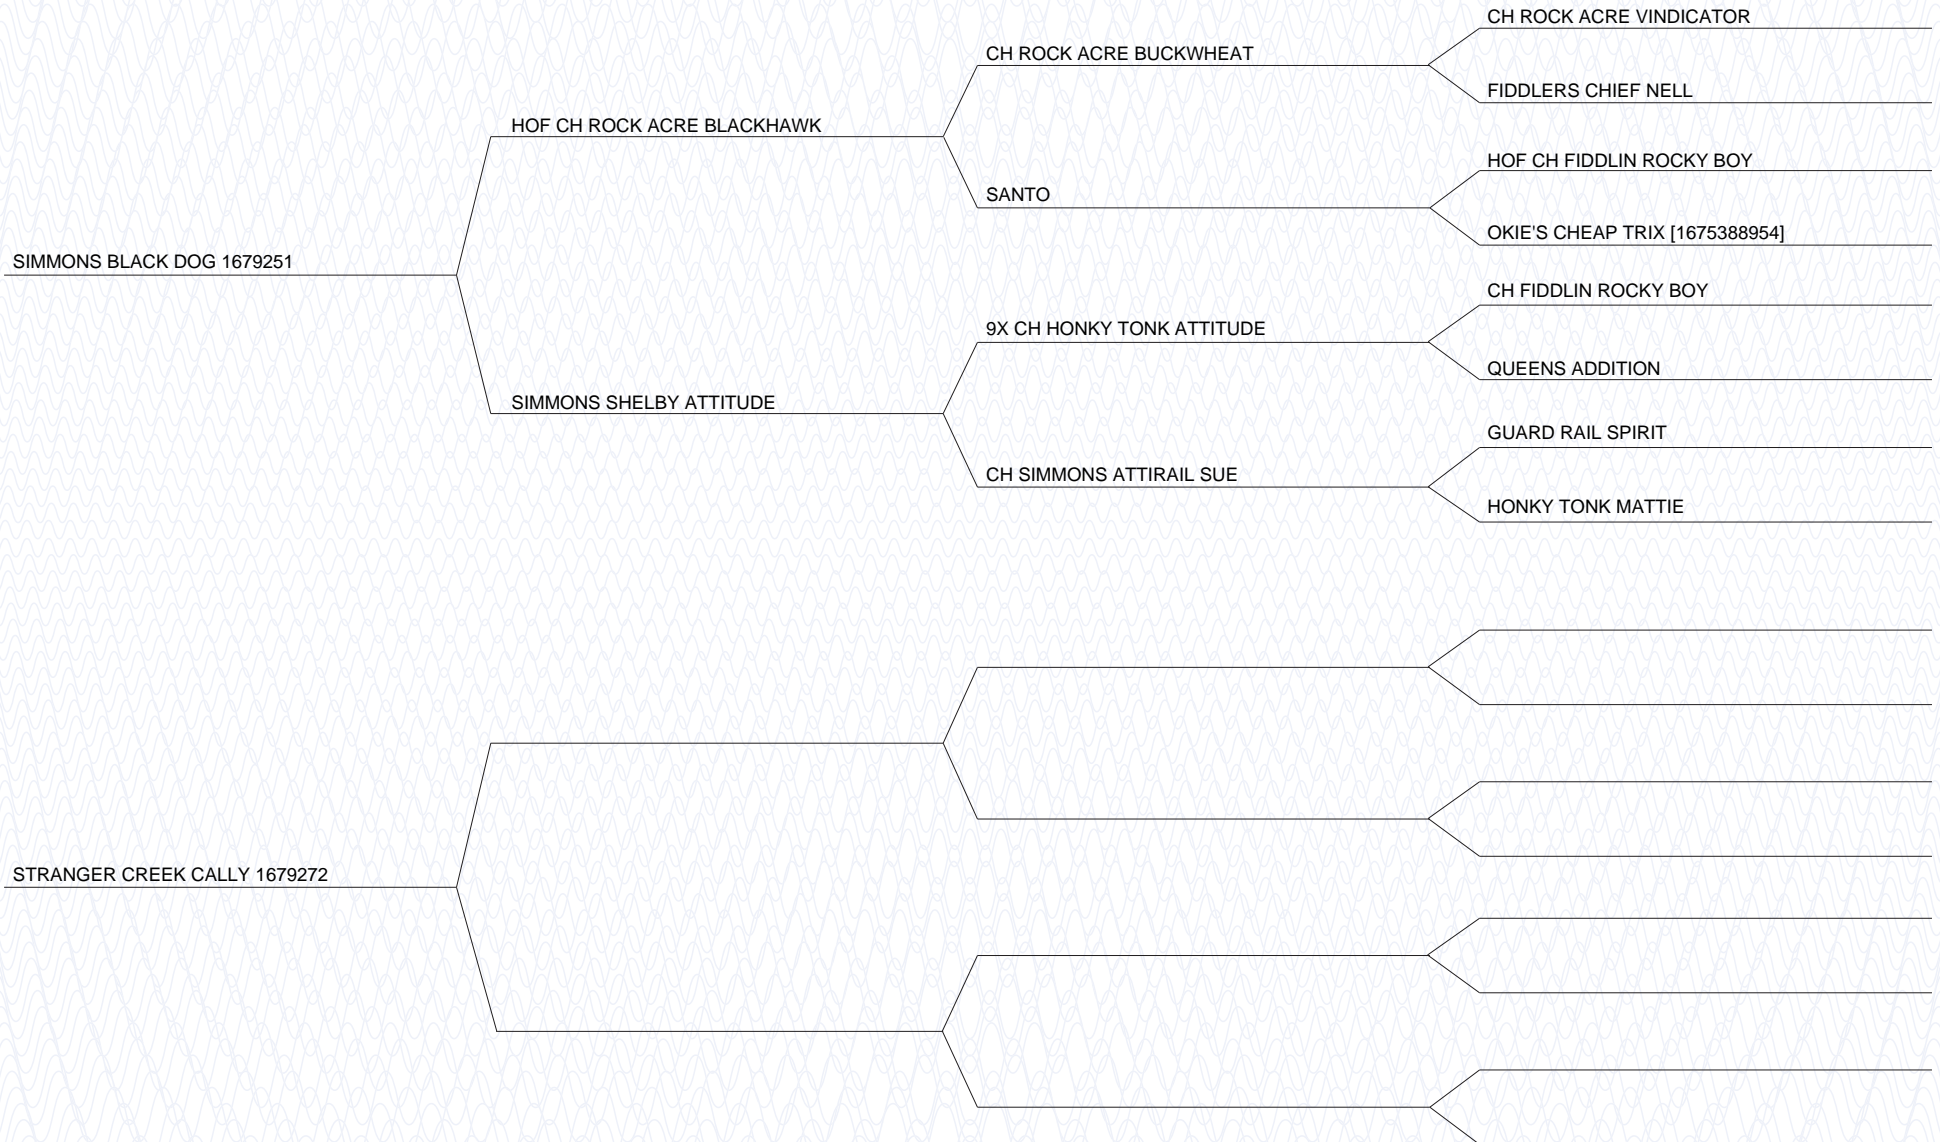 CH ROCK ACRE VINDICATOR
CH ROCK ACRE BUCKWHEAT
FIDDLERS CHIEF NELL
HOF CH ROCK ACRE BLACKHAWK
HOF CH FIDDLIN ROCKY BOY
SANTO
OKIE'S CHEAP TRIX [1675388954]
SIMMONS BLACK DOG 1679251
CH FIDDLIN ROCKY BOY
9X CH HONKY TONK ATTITUDE
QUEENS ADDITION
SIMMONS SHELBY ATTITUDE
GUARD RAIL SPIRIT
CH SIMMONS ATTIRAIL SUE
HONKY TONK MATTIE
STRANGER CREEK CALLY 1679272